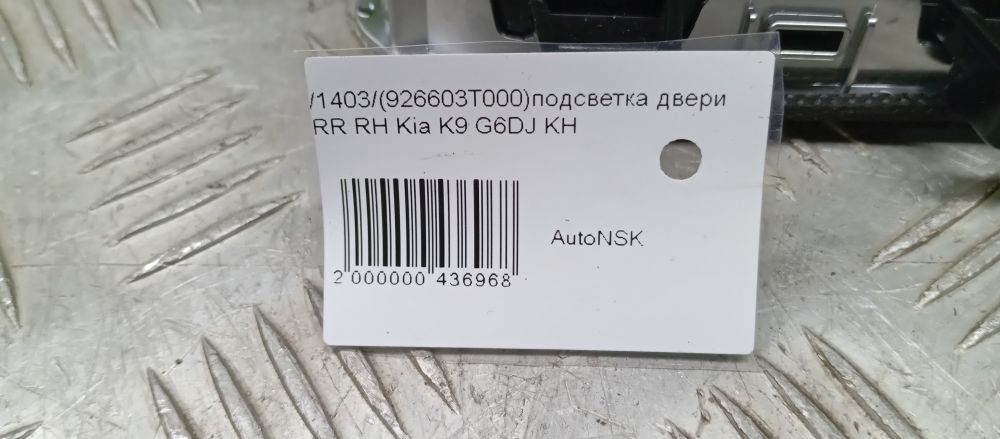 /1403/(926603T000)подсветка двери
RR RH Kia K9 G6DJ KH
AutoNSK
2 000000 436968